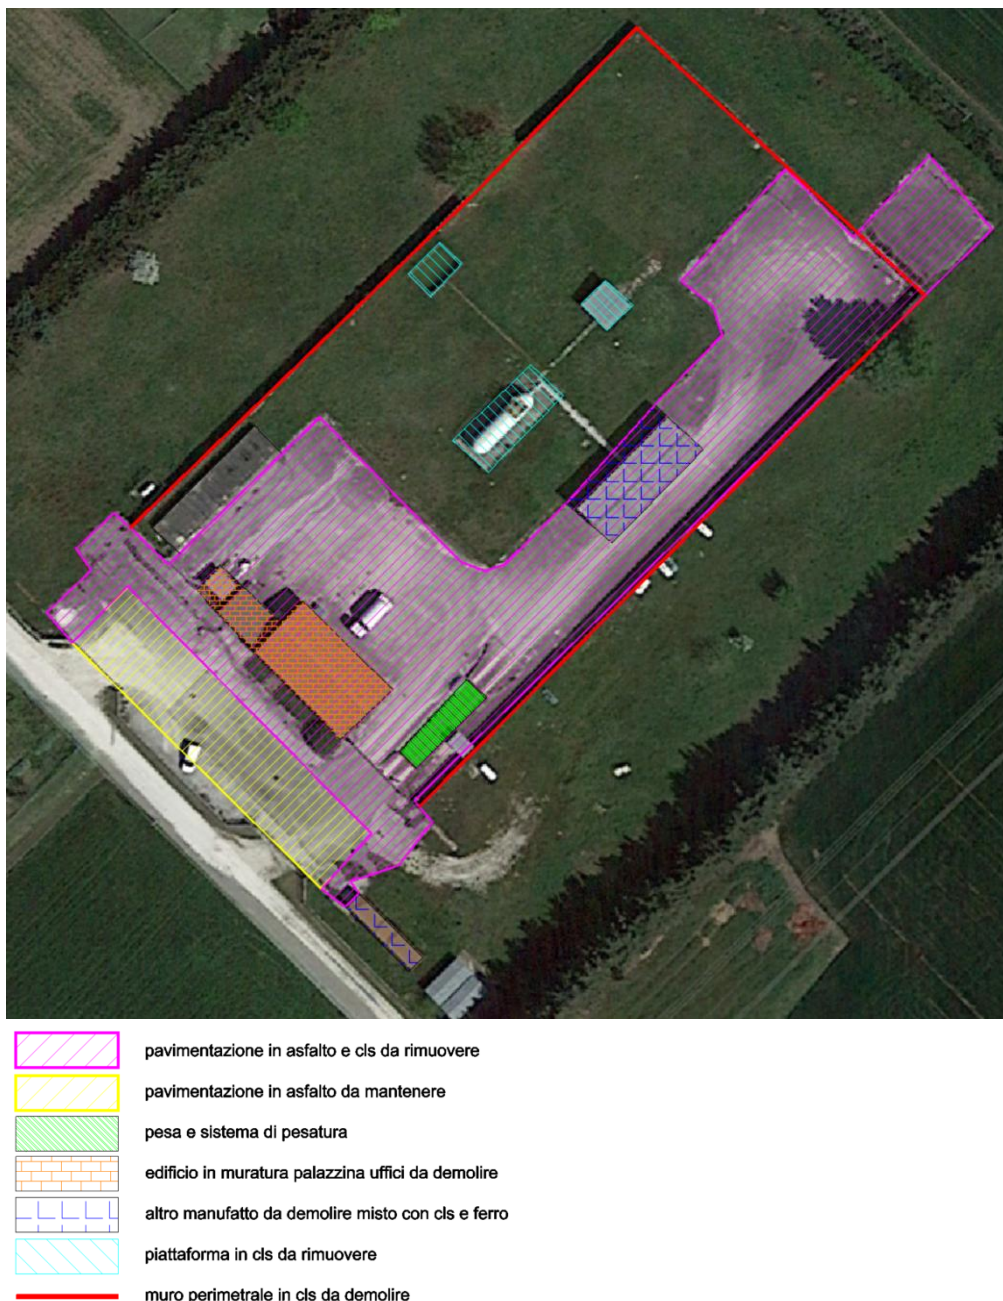 pavimentazione in asfalto e cls da rimuovere
pavimentazione in asfalto da mantenere
pesa e sistema di pesatura
edificio in muratura palazzina uffici da demolire
altro manufatto da demolire misto con cls e ferro
piattaforma in cls da rimuovere
muro perimetrale in cls da demolire